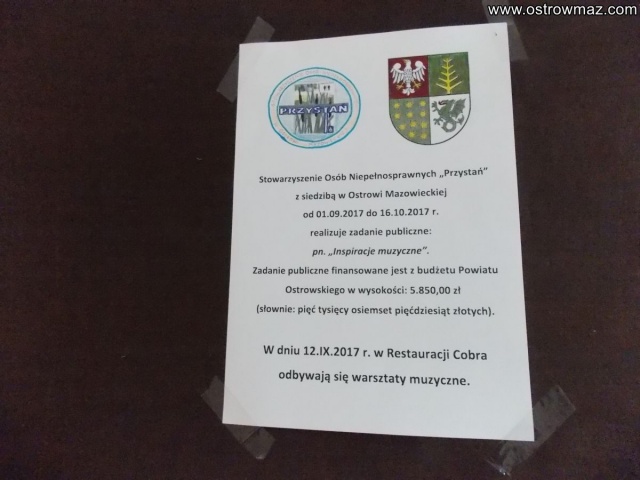 www.ostrowmaz.com
PRZYSTAŃ
Stowarzyszenie Osób Niepełnosprawnych „Przystań”
z siedzibą w Ostrowi Mazowieckiej
od 01.09.2017 do 16.10.2017 r.
realizuje zadanie publiczne:
pn. „Inspiracje muzyczne”.
Zadanie publiczne finansowane jest z budżetu Powiatu
Ostrowskiego w wysokości: 5.850,00 zł
(słownie: pięć tysięcy osiemset pięćdziesiąt złotych).
W dniu 12.IX.2017 r. w Restauracji Cobra
odbywają się warsztaty muzyczne.